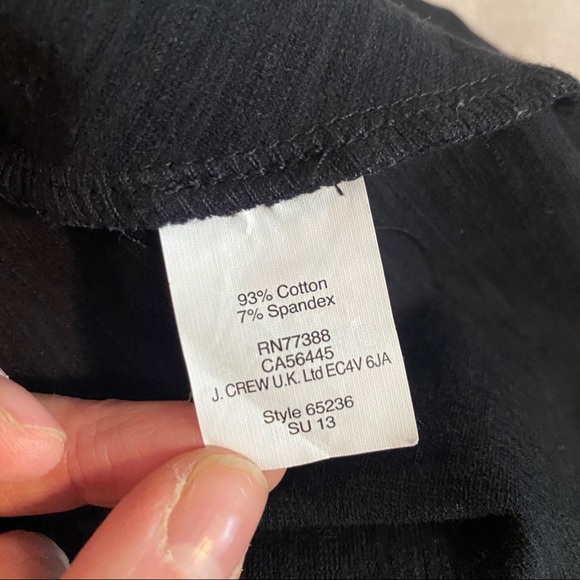 93% Cotton
7% Spandex
RN77388
CA56445
J. CREW U.K. Ltd EC4V 6JA
Style 65236
SU 13